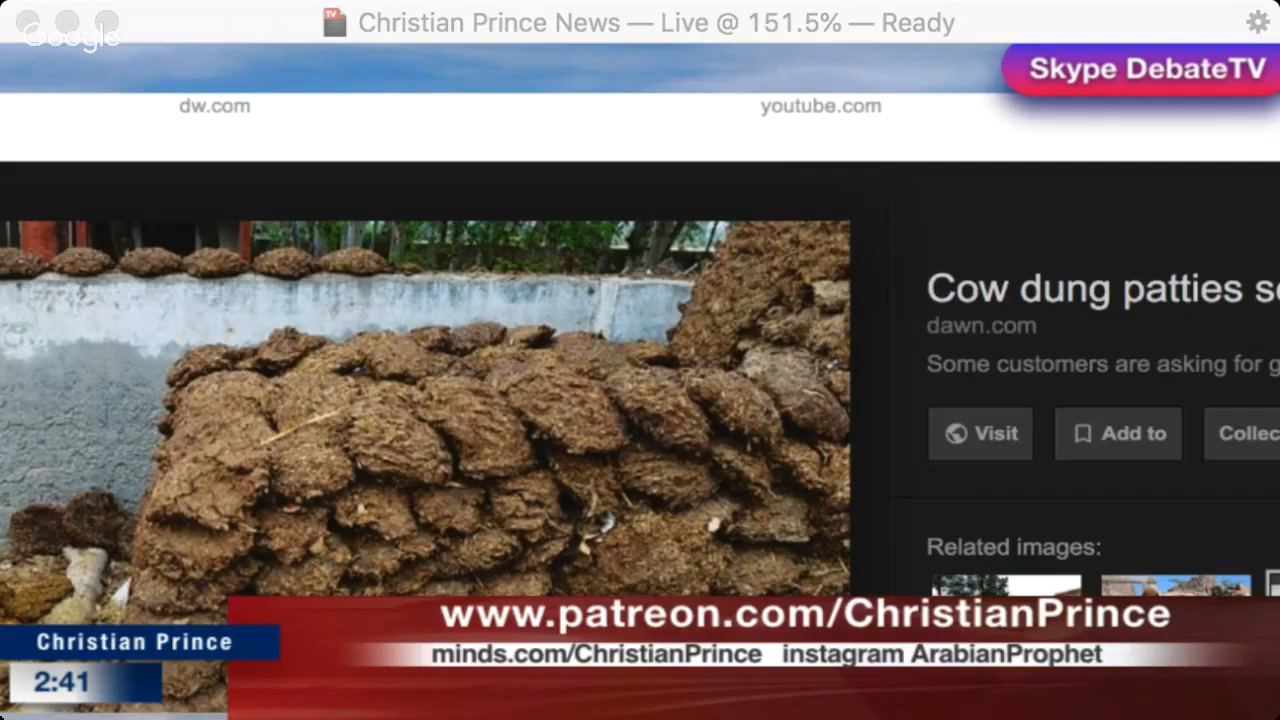 Christian Prince News — Live @ 151.5% — Ready
Google
Skype DebateTV
dw.com
youtube.com
Cow dung patties s
dawn.com
Some customers are asking for g
Visit
Add to
Collec
Related images:
www.patreon.com/ChristianPrince
Christian Prince
minds.com/ChristianPrince instagram ArabianProphet
2:41